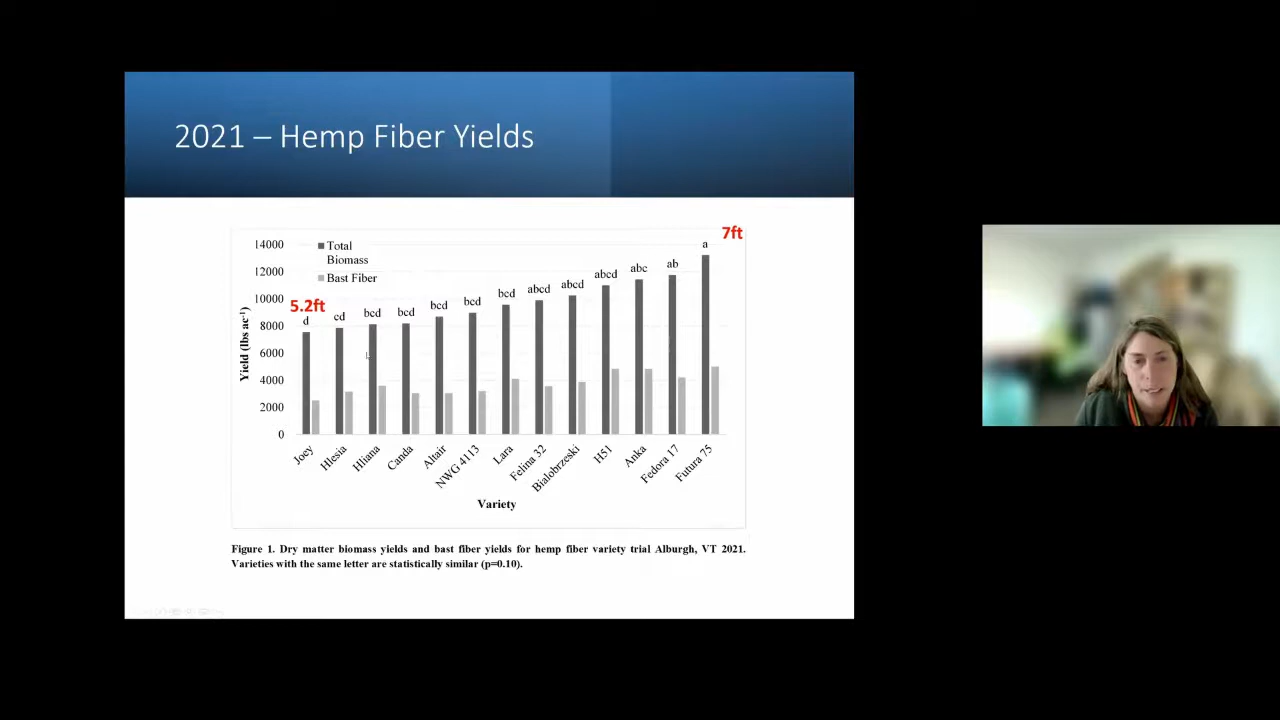 2021 – Hemp Fiber Yields
7ft
5.2ft
Total
Biomass
Bast Fiber
14000
12000
10000
8000
6000
4000
2000
0
Yield (lbs ac⁻¹)
d
cd
bcd
bcd
bcd
bcd
bcd
abcd
abcd
abcd
abc
ab
a
Joey
Hlesia
Hliana
Canda
Altair
NWG 4113
Lara
Felina 32
Bialobrzeski
H51
Anka
Fedora 17
Futura 75
Variety
Figure 1. Dry matter biomass yields and bast fiber yields for hemp fiber variety trial Alburgh, VT 2021.
Varieties with the same letter are statistically similar (p=0.10).